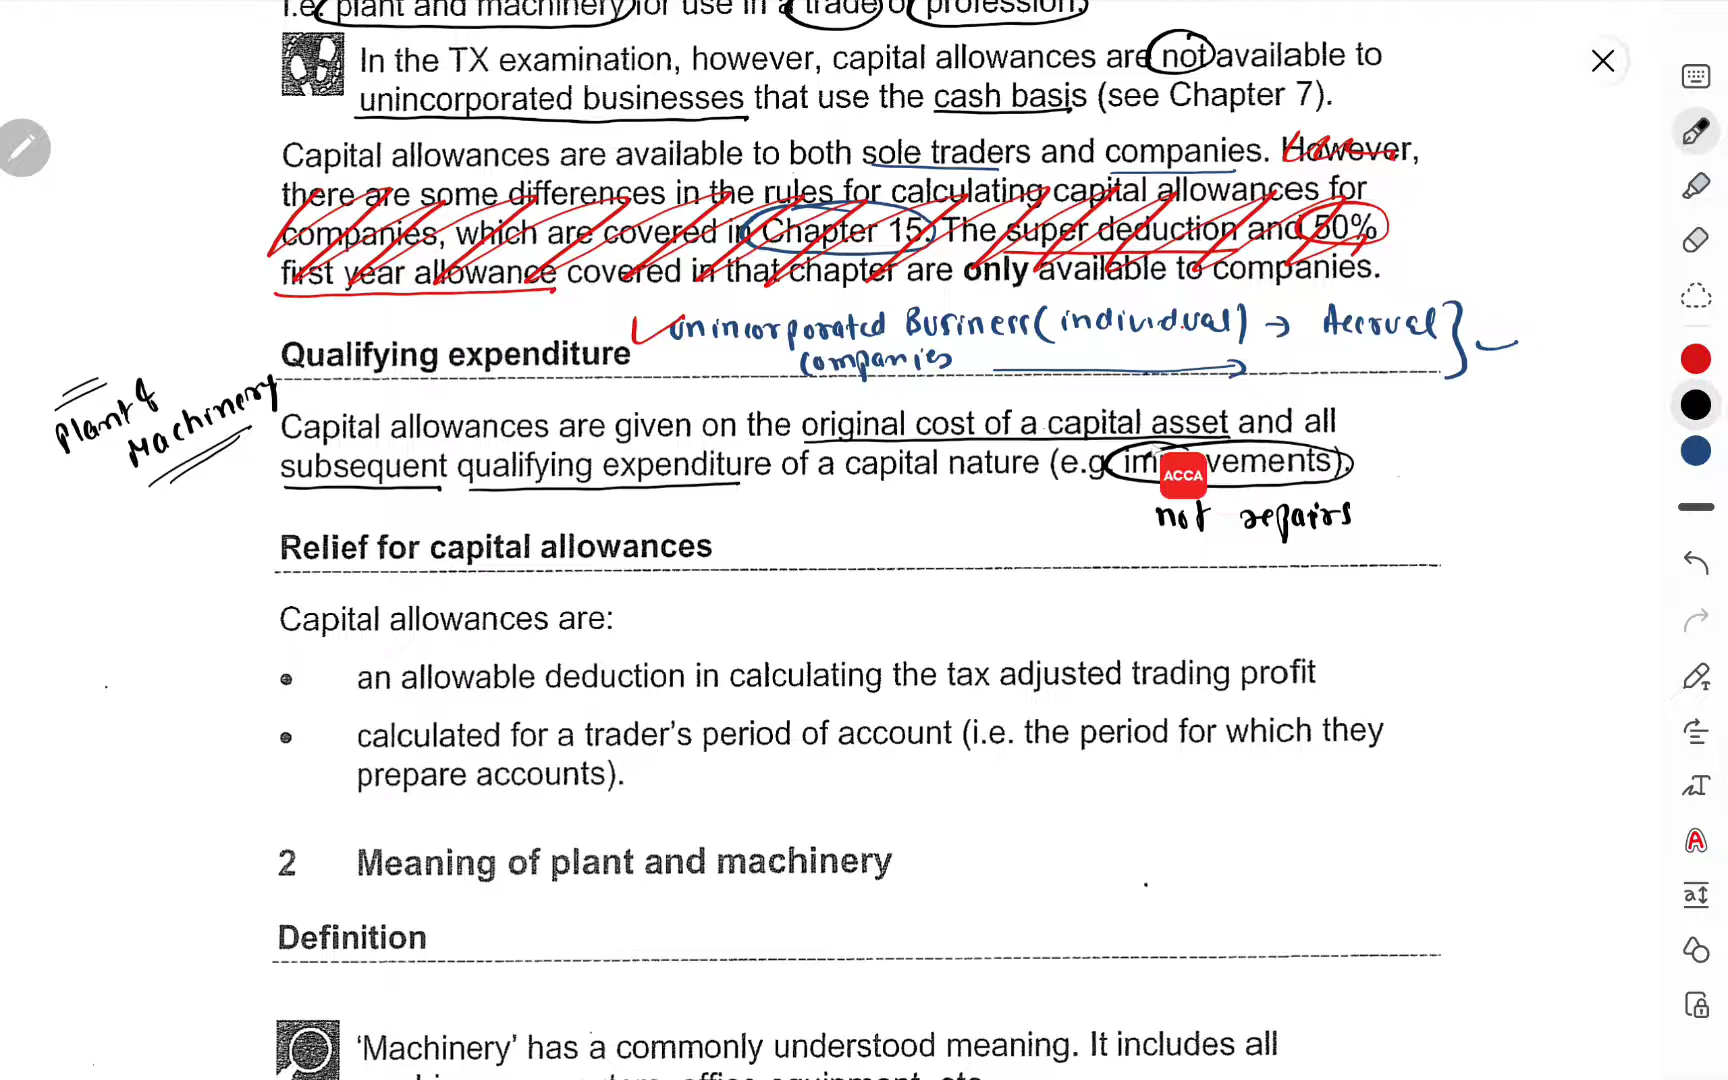 i.e. plant and machinery for use in a trade or profession.
In the TX examination, however, capital allowances are not available to
unincorporated businesses that use the cash basis (see Chapter 7).
Capital allowances are available to both sole traders and companies. However,
there are some differences in the rules for calculating capital allowances for
companies, which are covered in Chapter 15. The super deduction and 50%
first year allowance covered in that chapter are only available to companies.
unincorporated Business (individual) → Accrual
Qualifying expenditure
companies
Plant &
Machinery
Capital allowances are given on the original cost of a capital asset and all
subsequent qualifying expenditure of a capital nature (e.g. im vements).
ACCA
not repairs
Relief for capital allowances
Capital allowances are:
• an allowable deduction in calculating the tax adjusted trading profit
• calculated for a trader's period of account (i.e. the period for which they
prepare accounts).
2 Meaning of plant and machinery
Definition
'Machinery' has a commonly understood meaning. It includes all